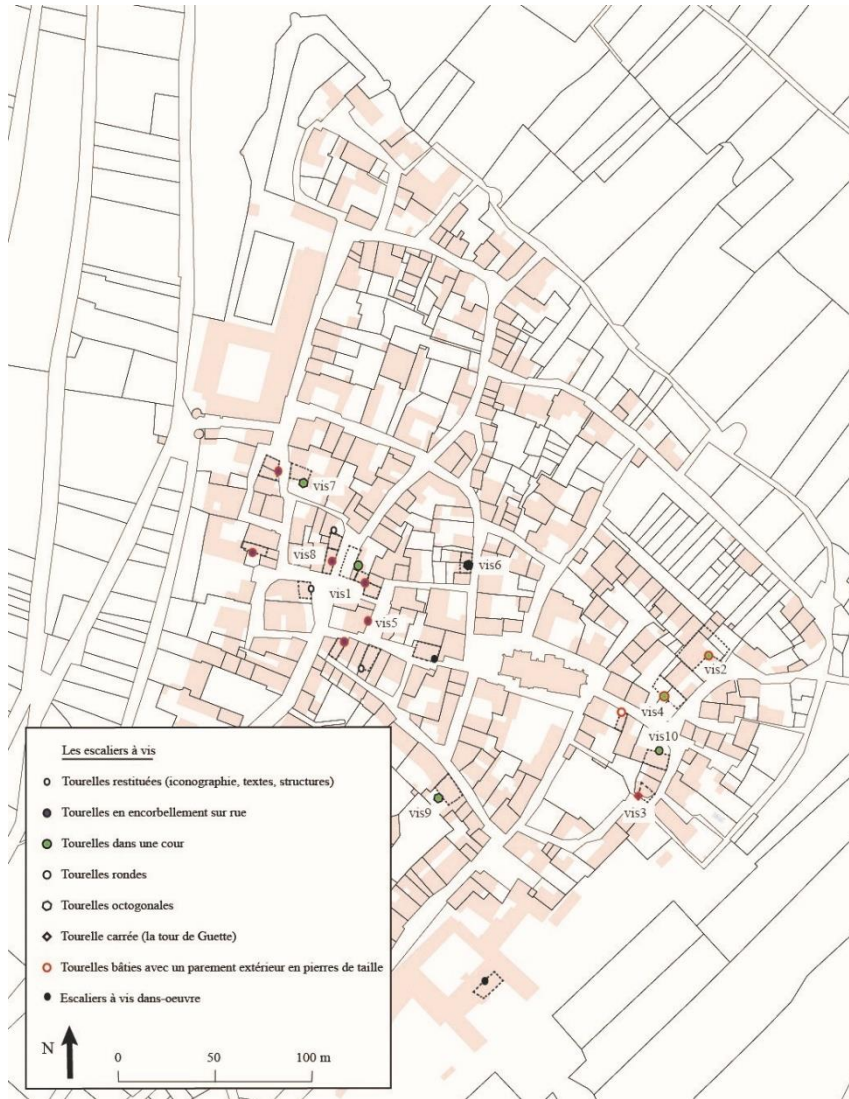 vis7
vis8
vis6
vis1
vis5
vis2
vis4
vis10
vis3
vis9
Les escaliers à vis
Tourelles restituées (iconographie, textes, structures)
Tourelles en encorbellement sur rue
Tourelles dans une cour
Tourelles rondes
Tourelles octogonales
Tourelle carrée (la tour de Guette)
Tourelles bâties avec un parement extérieur en pierres de taille
Escaliers à vis dans-oeuvre
N
0 50 100 m